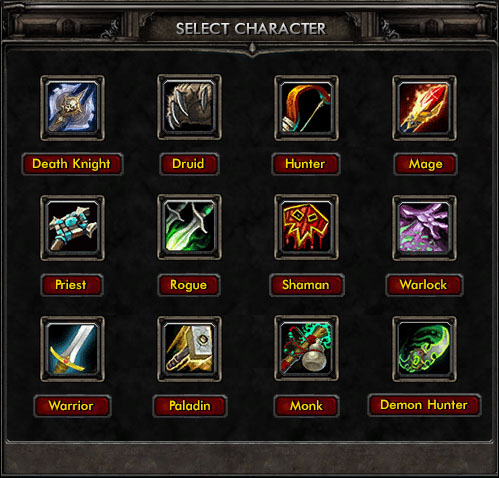 SELECT CHARACTER
Death Knight
Druid
Hunter
Mage
Priest
Rogue
Shaman
Warlock
Warrior
Paladin
Monk
Demon Hunter